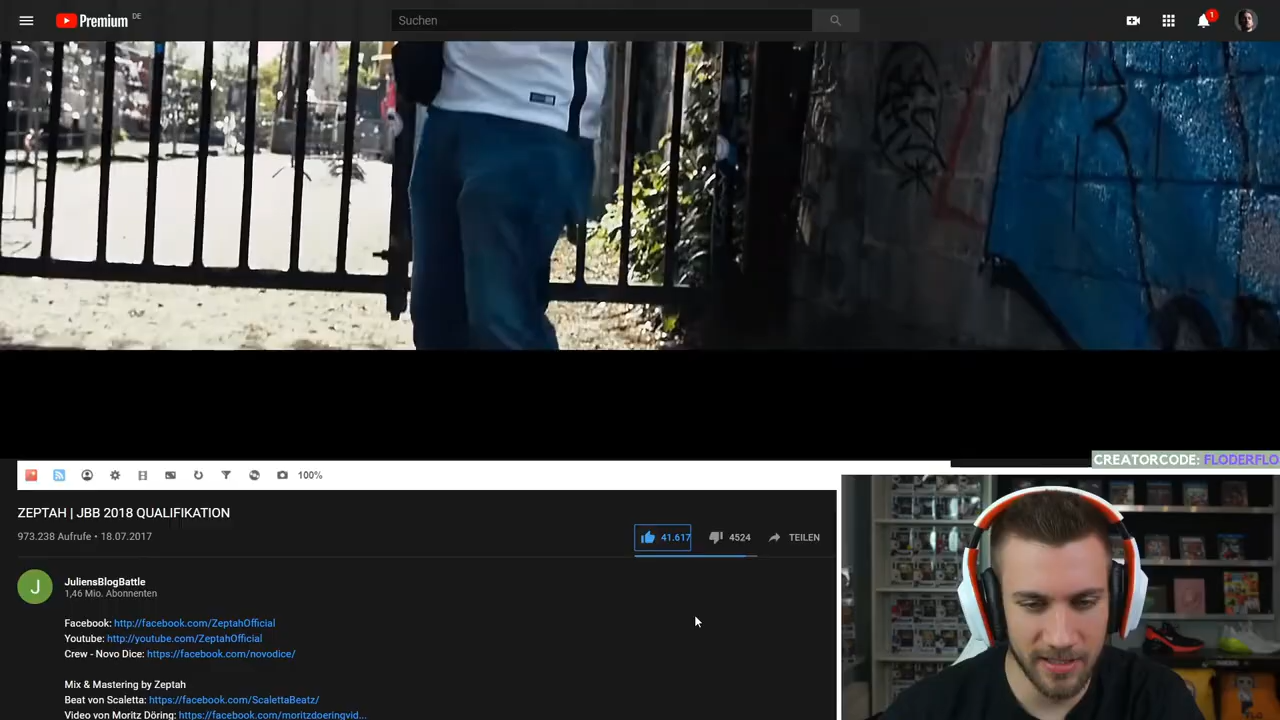 Premium DE
Suchen
1
CREATORCODE: FLODERFLO
100%
ZEPTAH | JBB 2018 QUALIFIKATION
973.238 Aufrufe • 18.07.2017
41.617
4524
TEILEN
J
JuliensBlogBattle
1,46 Mio. Abonnenten
Facebook: http://facebook.com/ZeptahOfficial
Youtube: http://youtube.com/ZeptahOfficial
Crew - Novo Dice: https://facebook.com/novodice/
Mix & Mastering by Zeptah
Beat von Scaletta: https://facebook.com/ScalettaBeatz/
Video von Moritz Döring: https://facebook.com/moritzdoeringvid...